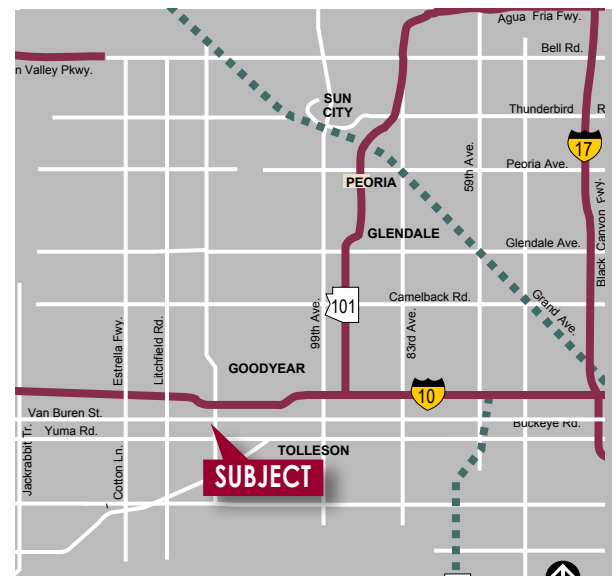 Agua Fria Fwy.
Bell Rd.
n Valley Pkwy.
SUN
CITY
Thunderbird R
17
Peoria Ave.
59th Ave.
PEORIA
GLENDALE
Glendale Ave.
Black Canyon Fwy.
Camelback Rd.
Grand Ave.
101
99th Ave.
83rd Ave.
Estrella Fwy.
Litchfield Rd.
GOODYEAR
10
Van Buren St.
Buckeye Rd.
Yuma Rd.
TOLLESON
Jackrabbit Tr.
Cotton Ln.
SUBJECT